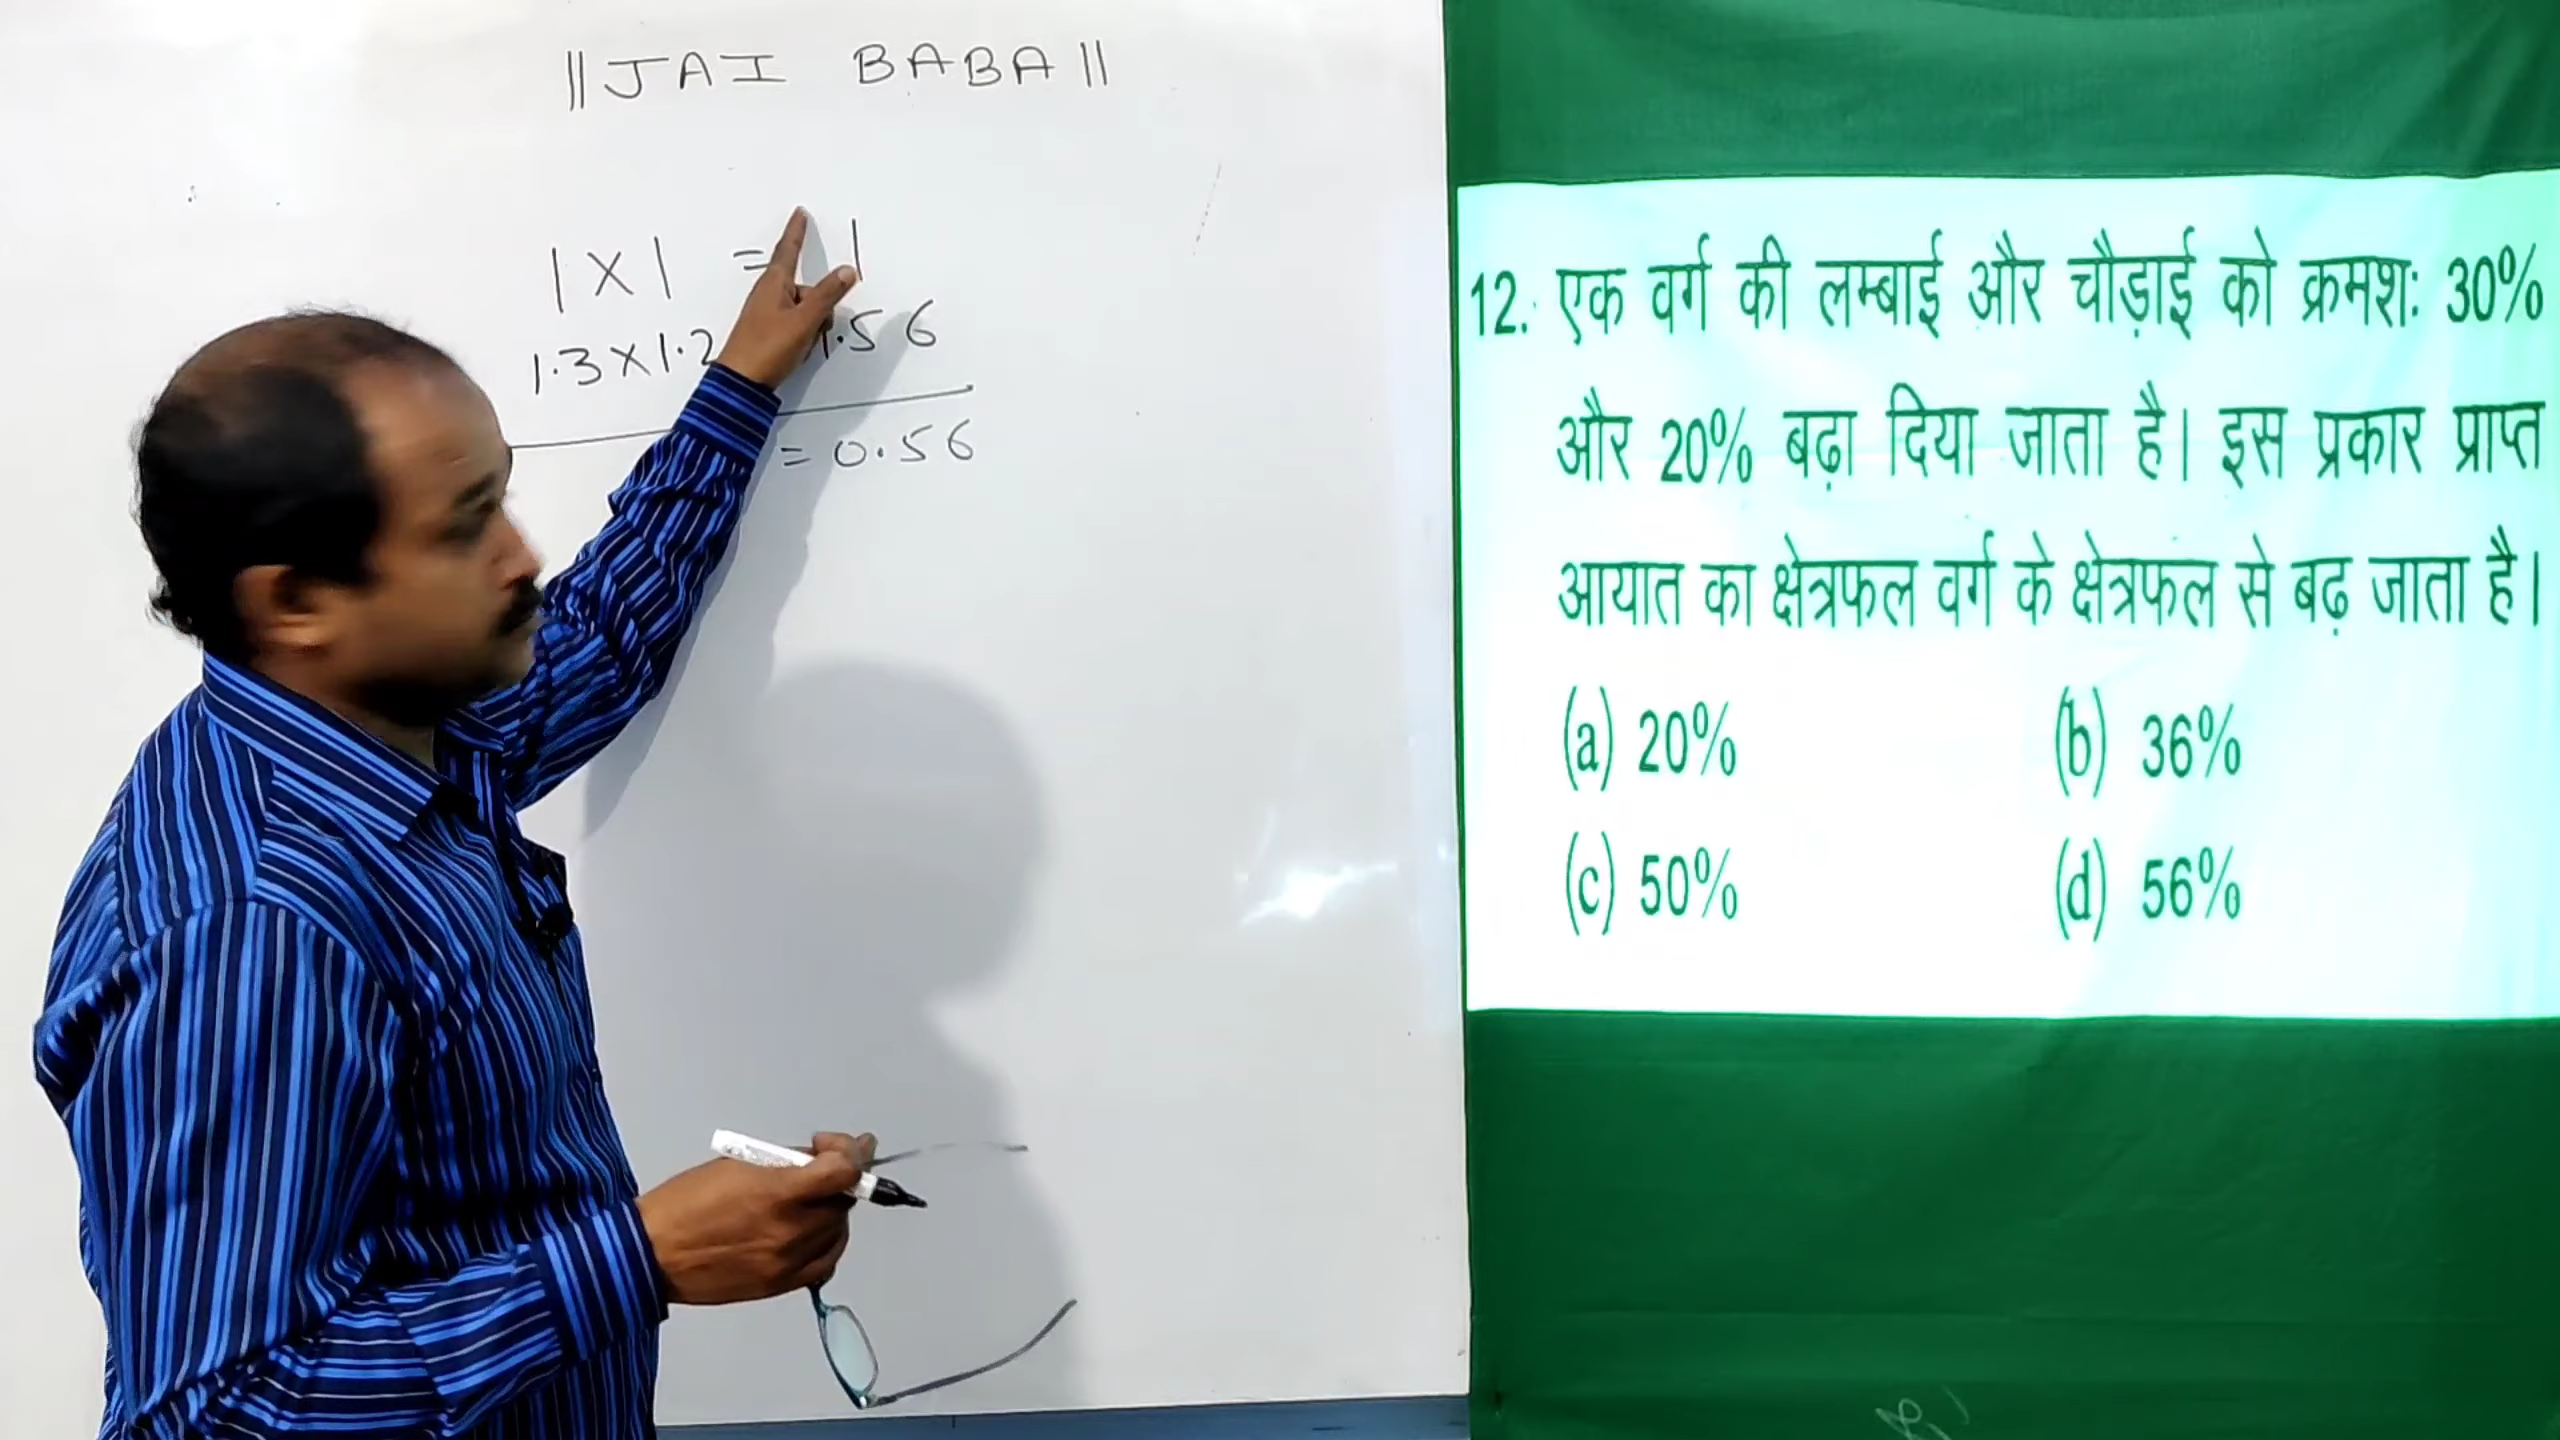 ||JAI BABA||
1 X 1 = 1
1.3 X 1.2 1.56
= 0.56
12. एक वर्ग की लम्बाई और चौड़ाई को क्रमशः 30%
और 20% बढ़ा दिया जाता है। इस प्रकार प्राप्त
आयात का क्षेत्रफल वर्ग के क्षेत्रफल से बढ़ जाता है।
(a) 20% (b) 36%
(c) 50% (d) 56%